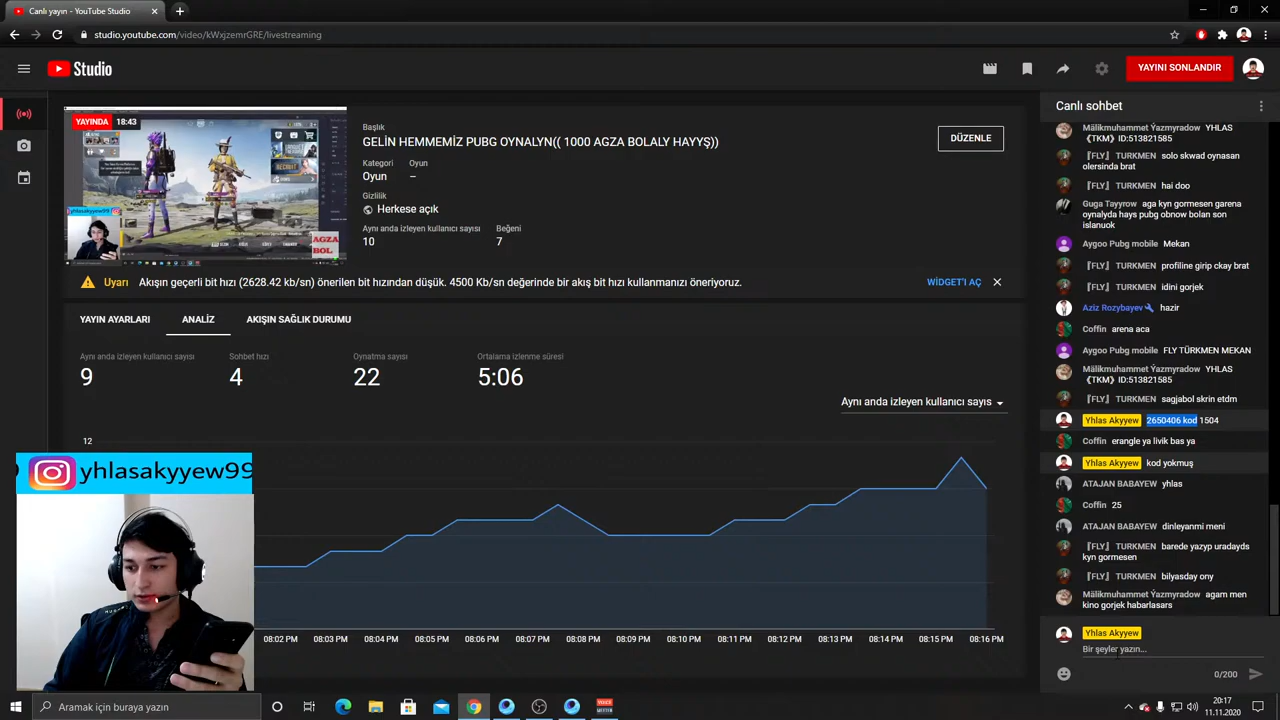 Canlı yayın - YouTube Studio
studio.youtube.com/video/kWxjzemrGRE/livestreaming
Studio
YAYINI SONLANDIR
YAYINDA 18:43
AGZA
BOL
yhlasakyyew99
Başlık
GELİN HEMMEMİZ PUBG OYNALYN(( 1000 AGZA BOLALY HAYYŞ))
DÜZENLE
Kategori Oyun
Oyun –
Gizlilik
Herkese açık
Aynı anda izleyen kullanıcı sayısı Beğeni
10 7
Uyarı Akışın geçerli bit hızı (2628.42 kb/sn) önerilen bit hızından düşük. 4500 Kb/sn değerinde bir akış bit hızı kullanmanızı öneriyoruz. WİDGET'I AÇ
YAYIN AYARLARI ANALİZ AKIŞIN SAĞLIK DURUMU
Aynı anda izleyen kullanıcı sayısı Sohbet hızı Oynatma sayısı Ortalama izlenme süresi
9 4 22 5:06
Aynı anda izleyen kullanıcı sayıs
12
08:02 PM 08:03 PM 08:04 PM 08:05 PM 08:06 PM 08:07 PM 08:08 PM 08:09 PM 08:10 PM 08:11 PM 08:12 PM 08:13 PM 08:14 PM 08:15 PM 08:16 PM
yhlasakyyew99
Canlı sohbet
Mälikmuhammet Ýazmyradow YHLAS
《TKM》ID:513821585
『FLY』 TURKMEN solo skwad oynasan
olersinda brat
『FLY』 TURKMEN hai doo
Guga Tayyrow aga kyn gormesen garena
oynalyda hays pubg obnow bolan son
islanuok
Aygoo Pubg mobile Mekan
『FLY』 TURKMEN profiline girip ckay brat
『FLY』 TURKMEN idini gorjek
Aziz Rozybayev hazir
Coffin arena aca
Aygoo Pubg mobile FLY TÜRKMEN MEKAN
Mälikmuhammet Ýazmyradow YHLAS
《TKM》ID:513821585
『FLY』 TURKMEN sagjabol skrin etdm
Yhlas Akyyew 2650406 kod 1504
Coffin erangle ya livik bas ya
Yhlas Akyyew kod yokmuş
ATAJAN BABAYEW yhlas
Coffin 25
ATAJAN BABAYEW dinleyanmi meni
『FLY』 TURKMEN barede yazyp uradayds
kyn gormesen
『FLY』 TURKMEN bilyasday ony
Mälikmuhammet Ýazmyradow agam men
kino gorjek habarlasars
Yhlas Akyyew
Bir şeyler yazın...
0/200
Aramak için buraya yazın
VOICE
20:17
11.11.2020